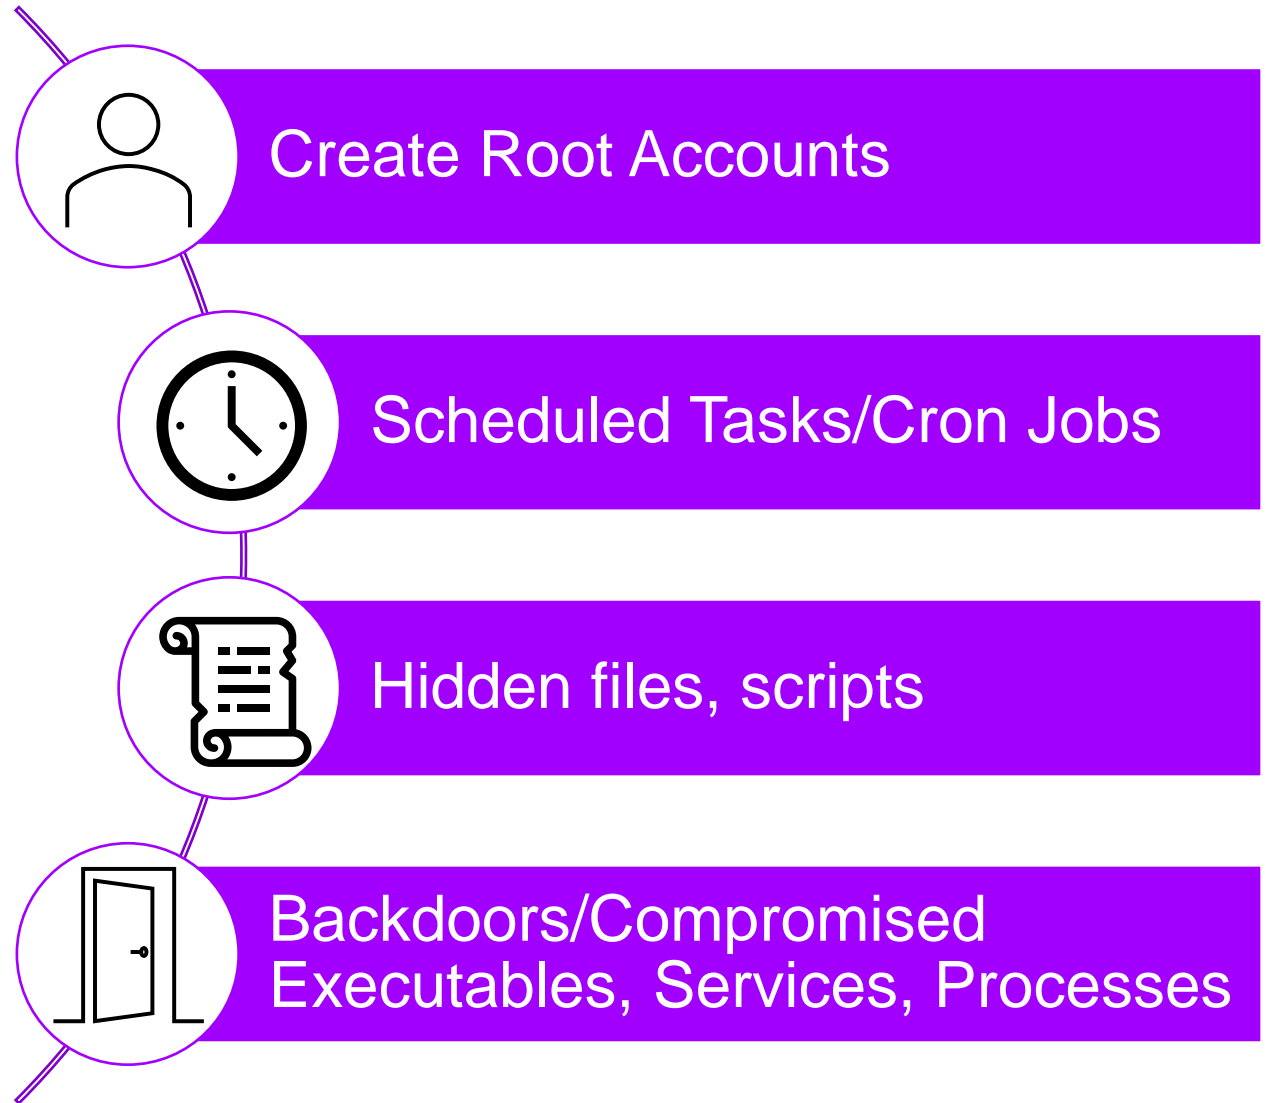 Create Root Accounts
Scheduled Tasks/Cron Jobs
Hidden files, scripts
Backdoors/Compromised
Executables, Services, Processes